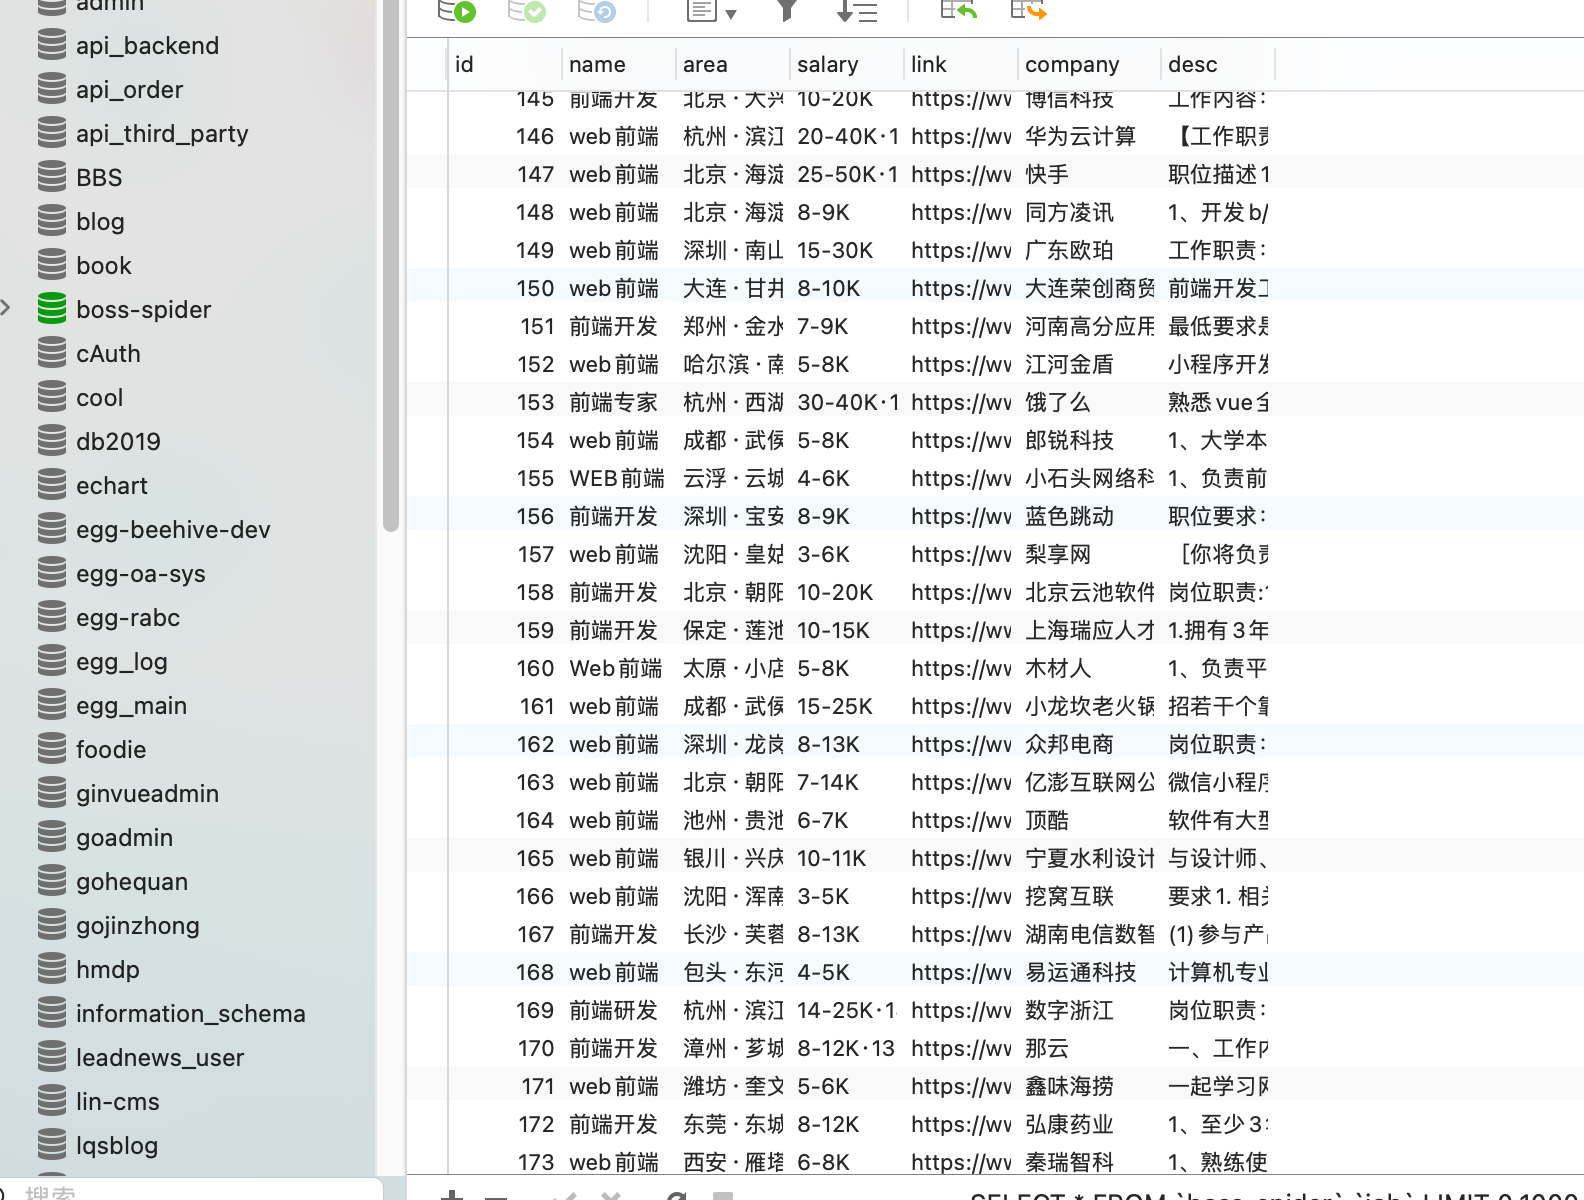 admin
api_backend
api_order
api_third_party
BBS
blog
book
boss-spider
cAuth
cool
db2019
echart
egg-beehive-dev
egg-oa-sys
egg-rabc
egg_log
egg_main
foodie
ginvueadmin
goadmin
gohequan
gojinzhong
hmdp
information_schema
leadnews_user
lin-cms
lqsblog
搜索
id name area salary link company desc
145 前端开发 北京·大兴 10-20K https://wv 博信科技 工作内容：
146 web前端 杭州·滨江 20-40K·1 https://wv 华为云计算 【工作职责
147 web前端 北京·海淀 25-50K·1 https://wv 快手 职位描述1
148 web前端 北京·海淀 8-9K https://wv 同方凌讯 1、开发b/
149 web前端 深圳·南山 15-30K https://wv 广东欧珀 工作职责：
150 web前端 大连·甘井 8-10K https://wv 大连荣创商贸 前端开发工
151 前端开发 郑州·金水 7-9K https://wv 河南高分应用 最低要求是
152 web前端 哈尔滨·南 5-8K https://wv 江河金盾 小程序开发
153 前端专家 杭州·西湖 30-40K·1 https://wv 饿了么 熟悉vue全
154 web前端 成都·武侯 5-8K https://wv 郎锐科技 1、大学本
155 WEB前端 云浮·云城 4-6K https://wv 小石头网络科 1、负责前
156 前端开发 深圳·宝安 8-9K https://wv 蓝色跳动 职位要求：
157 web前端 沈阳·皇姑 3-6K https://wv 梨享网 ［你将负责
158 前端开发 北京·朝阳 10-20K https://wv 北京云池软件 岗位职责:
159 前端开发 保定·莲池 10-15K https://wv 上海瑞应人才 1.拥有3年
160 Web前端 太原·小店 5-8K https://wv 木材人 1、负责平
161 web前端 成都·武侯 15-25K https://wv 小龙坎老火锅 招若干个靠
162 web前端 深圳·龙岗 8-13K https://wv 众邦电商 岗位职责：
163 web前端 北京·朝阳 7-14K https://wv 亿澎互联网公 微信小程序
164 web前端 池州·贵池 6-7K https://wv 顶酷 软件有大型
165 web前端 银川·兴庆 10-11K https://wv 宁夏水利设计 与设计师、
166 web前端 沈阳·浑南 3-5K https://wv 挖窝互联 要求1. 相关
167 前端开发 长沙·芙蓉 8-13K https://wv 湖南电信数智 (1)参与产
168 web前端 包头·东河 4-5K https://wv 易运通科技 计算机专业
169 前端研发 杭州·滨江 14-25K·1 https://wv 数字浙江 岗位职责：
170 前端开发 漳州·芗城 8-12K·13 https://wv 那云 一、工作内
171 web前端 潍坊·奎文 5-6K https://wv 鑫味海捞 一起学习网
172 前端开发 东莞·东城 8-12K https://wv 弘康药业 1、至少3
173 web前端 西安·雁塔 6-8K https://wv 秦瑞智科 1、熟练使
SELECT * FROM `boss-spider`.`job` LIMIT 0,1000